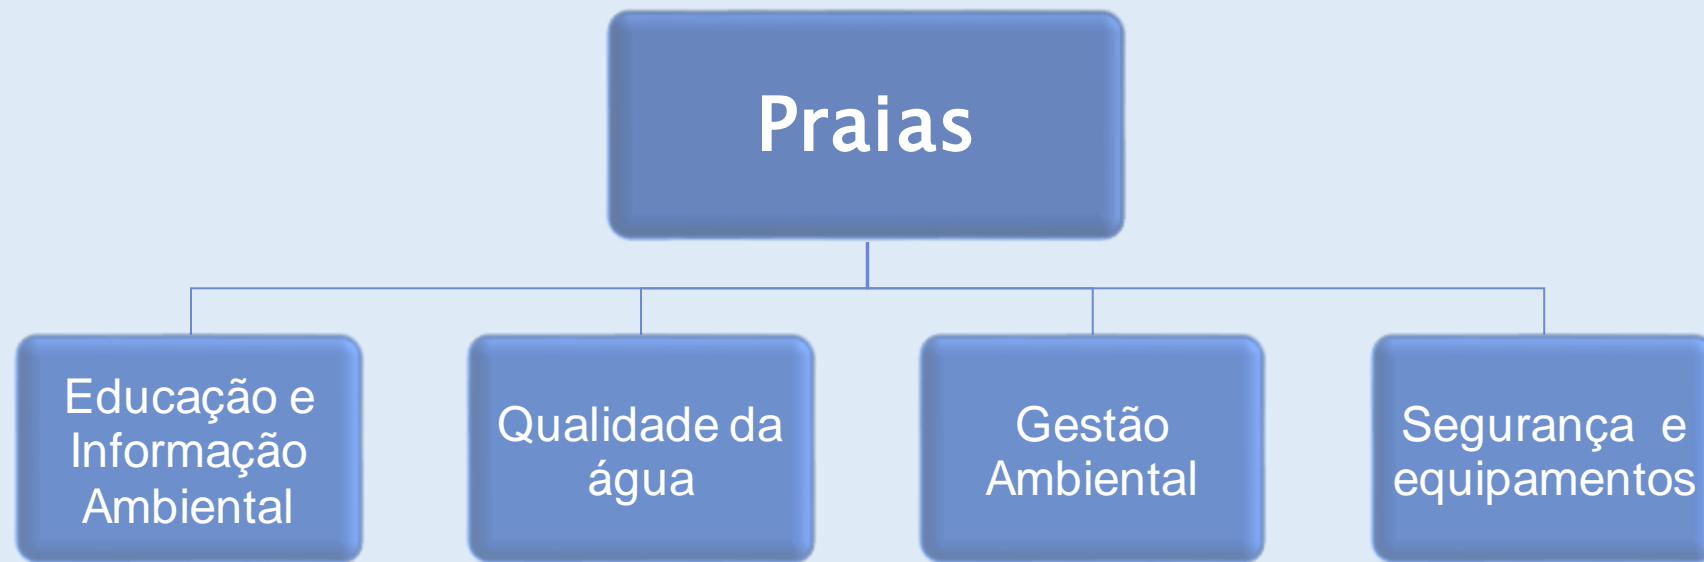 Praias
Educação e
Informação
Ambiental
Qualidade da
água
Gestão
Ambiental
Segurança e
equipamentos